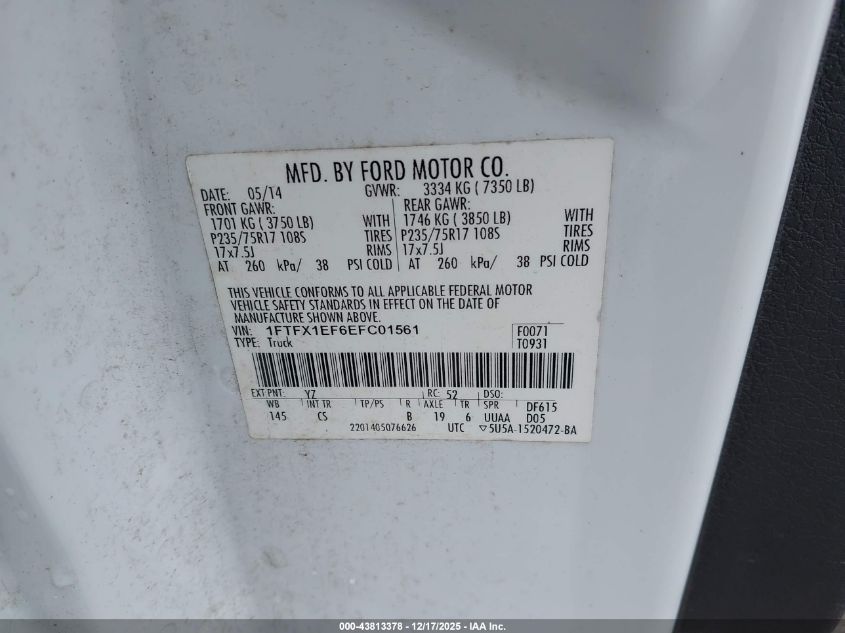 MFD. BY FORD MOTOR CO.
DATE: 05/14 GVWR: 3334 KG ( 7350 LB)
FRONT GAWR: REAR GAWR:
1701 KG ( 3750 LB) WITH 1746 KG ( 3850 LB) WITH
P235/75R17 108S TIRES P235/75R17 108S TIRES
17x7.5J RIMS 17x7.5J RIMS
AT 260 kPa/ 38 PSI COLD AT 260 kPa/ 38 PSI COLD
THIS VEHICLE CONFORMS TO ALL APPLICABLE FEDERAL MOTOR
VEHICLE SAFETY STANDARDS IN EFFECT ON THE DATE OF
MANUFACTURE SHOWN ABOVE.
VIN: 1FTFX1EF6EFC01561 F0071
TYPE: Truck T0931
EXT PNT: YZ RC: 52 DSO:
WB INT TR TP/PS R AXLE TR SPR DF615
145 CS B 19 6 UUAA D05
2201405076626 UTC ▽5U5A-1520472-BA
000-43813378 - 12/17/2025 - IAA Inc.